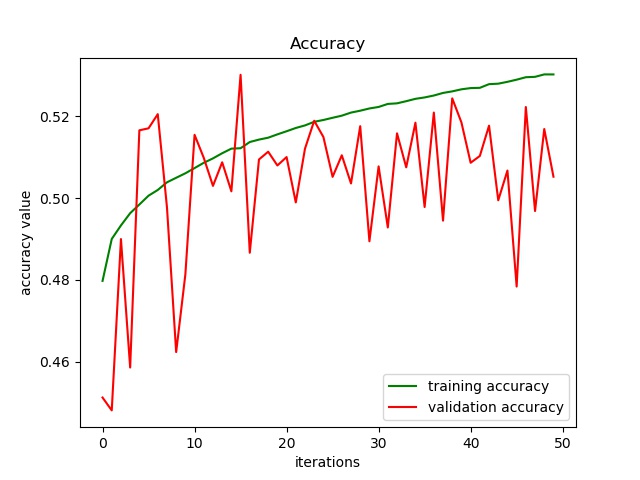 Accuracy
accuracy value
0.52
0.50
0.48
0.46
0 10 20 30 40 50
iterations
training accuracy
validation accuracy